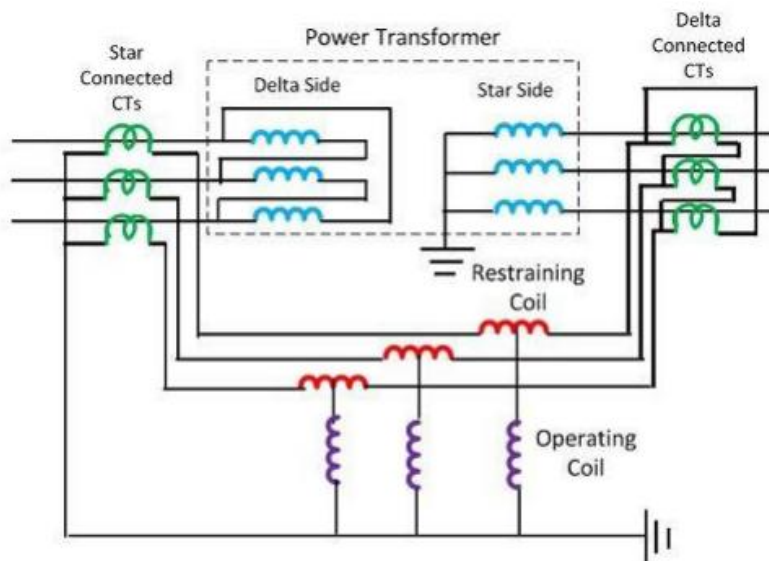 Power Transformer
Star
Connected
CTs
Delta Side
Star Side
Delta
Connected
CTs
Restraining
Coil
Operating
Coil